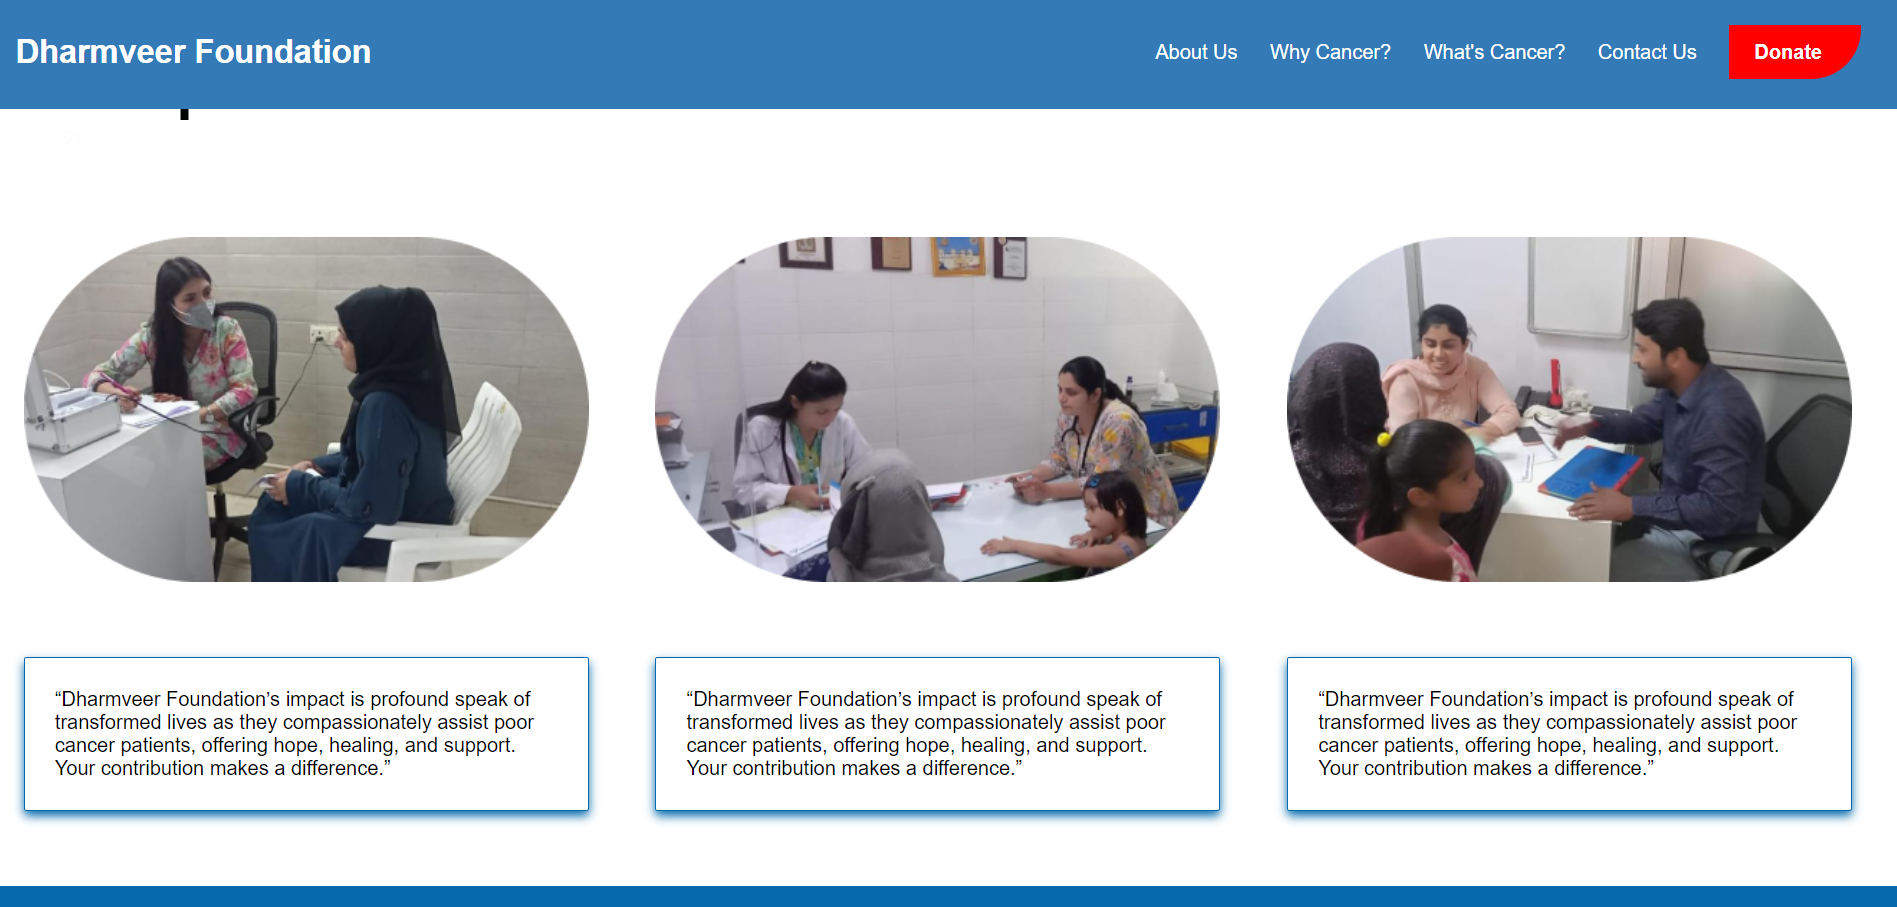 Dharmveer Foundation
About Us Why Cancer? What's Cancer? Contact Us Donate
“Dharmveer Foundation’s impact is profound speak of
transformed lives as they compassionately assist poor
cancer patients, offering hope, healing, and support.
Your contribution makes a difference.”
“Dharmveer Foundation’s impact is profound speak of
transformed lives as they compassionately assist poor
cancer patients, offering hope, healing, and support.
Your contribution makes a difference.”
“Dharmveer Foundation’s impact is profound speak of
transformed lives as they compassionately assist poor
cancer patients, offering hope, healing, and support.
Your contribution makes a difference.”